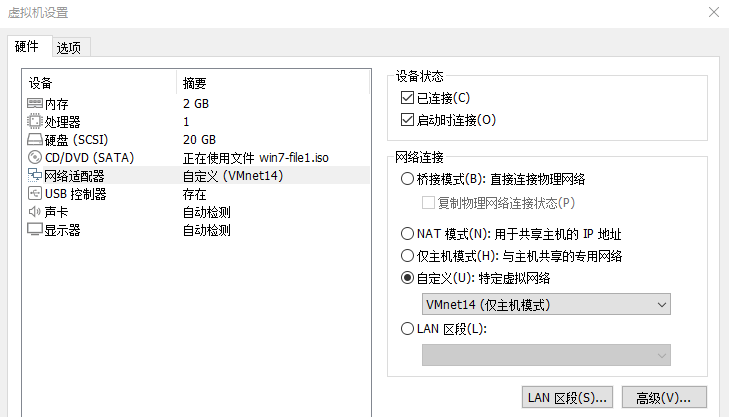 虚拟机设置
硬件 选项
设备 摘要
内存 2 GB
处理器 1
硬盘 (SCSI) 20 GB
CD/DVD (SATA) 正在使用文件 win7-file1.iso
网络适配器 自定义 (VMnet14)
USB 控制器 存在
声卡 自动检测
显示器 自动检测
设备状态
已连接(C)
启动时连接(O)
网络连接
桥接模式(B): 直接连接物理网络
复制物理网络连接状态(P)
NAT 模式(N): 用于共享主机的 IP 地址
仅主机模式(H): 与主机共享的专用网络
自定义(U): 特定虚拟网络
VMnet14 (仅主机模式)
LAN 区段(L):
LAN 区段(S)... 高级(V)...